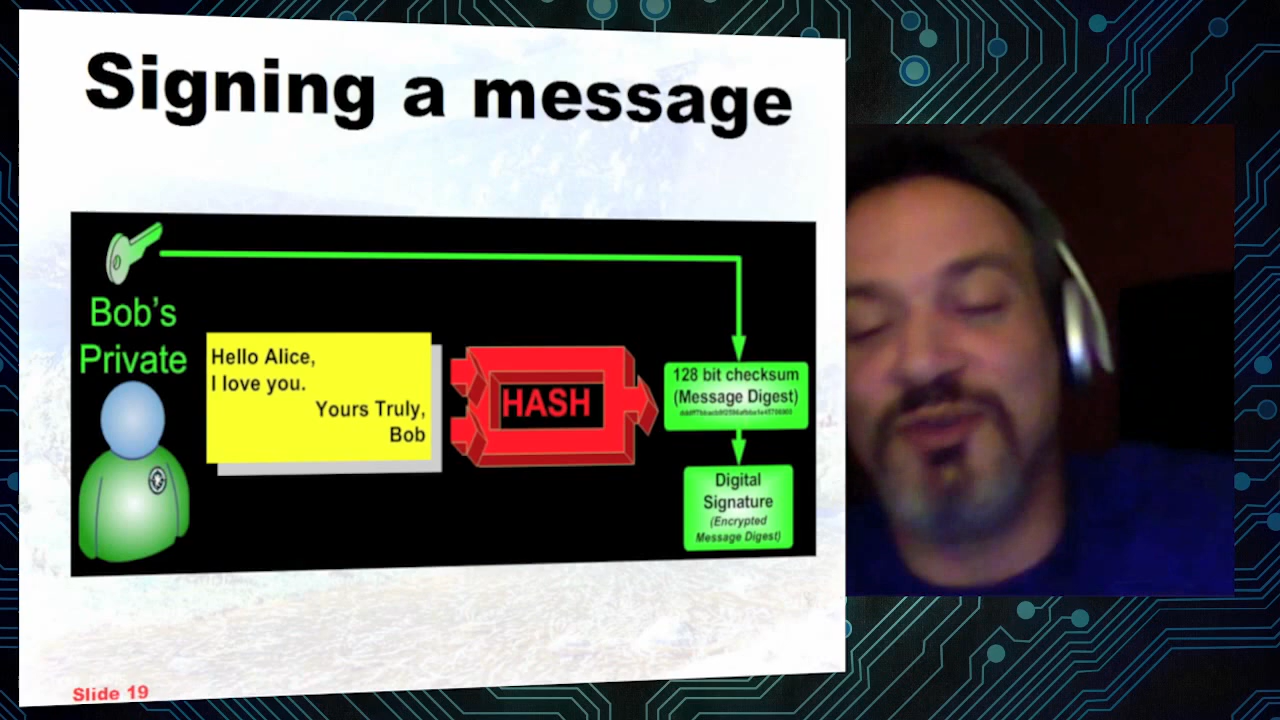 Signing a message
Bob's
Private
Hello Alice,
I love you.
Yours Truly,
Bob
HASH
128 bit checksum
(Message Digest)
Digital
Signature
(Encrypted
Message Digest)
Slide 19